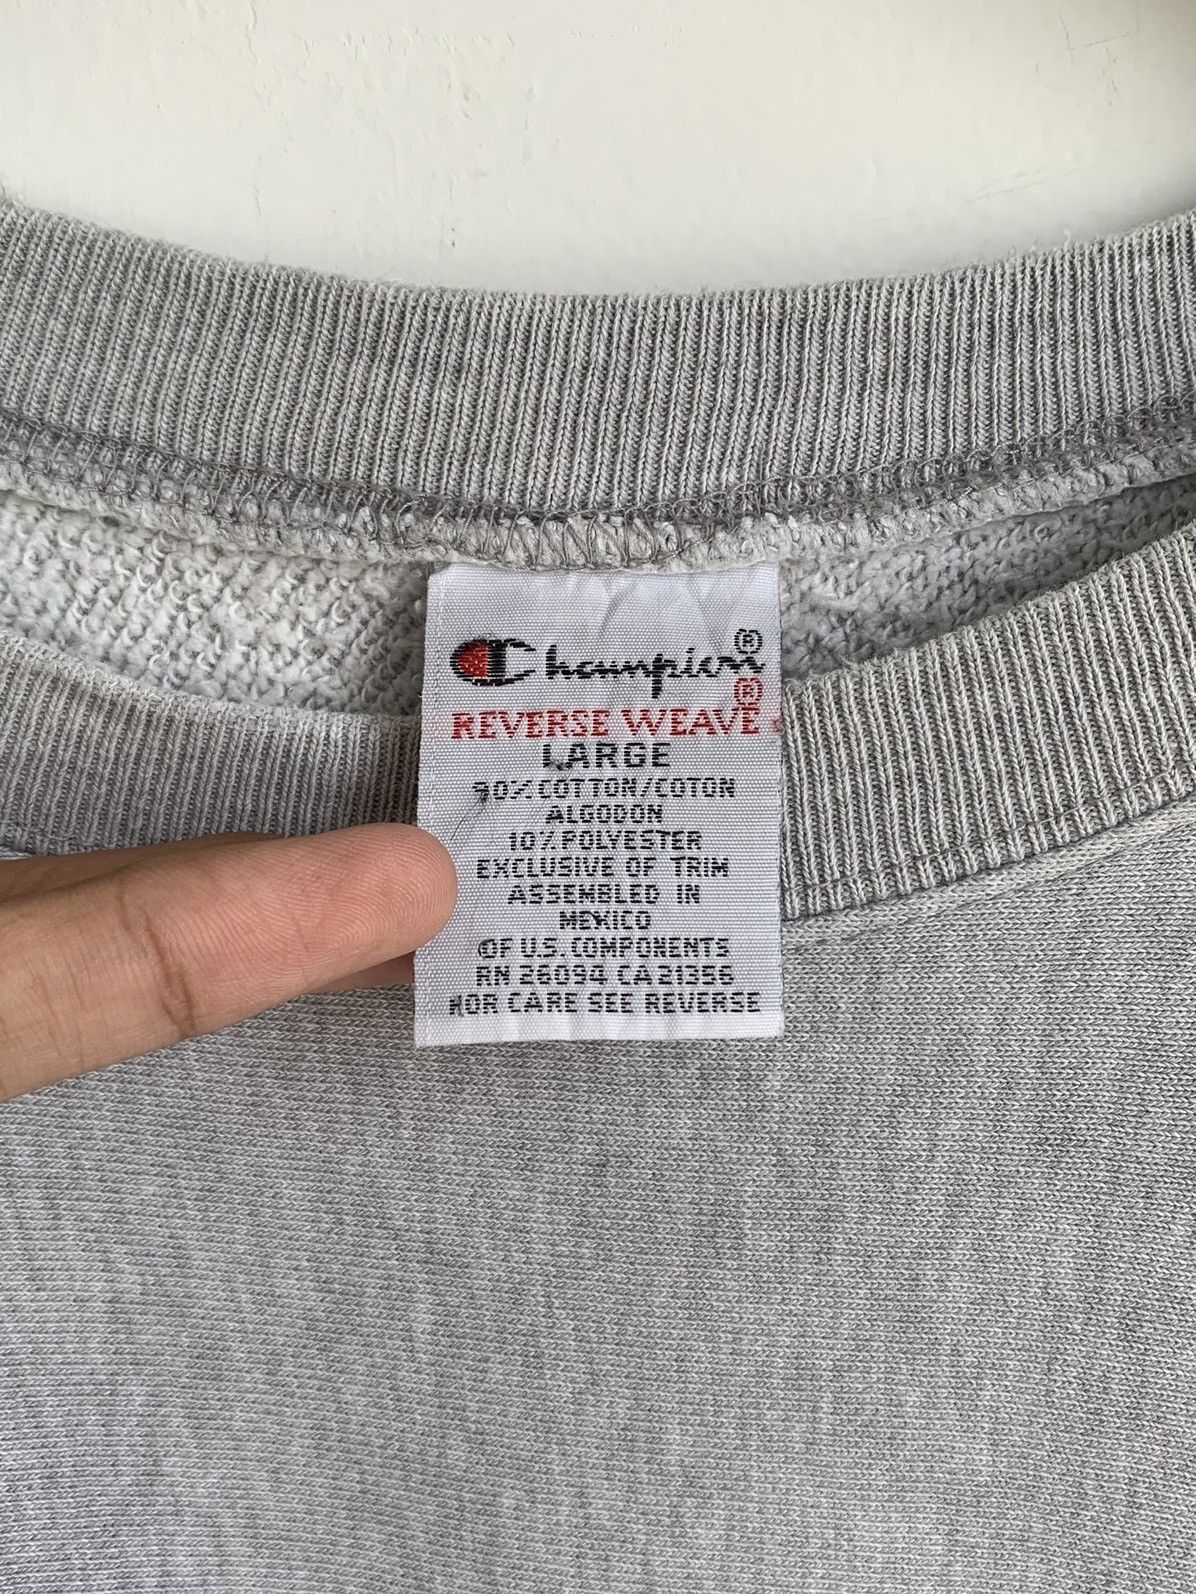 Champion®
REVERSE WEAVE®
LARGE
90% COTTON/COTON
ALGODON
10% POLYESTER
EXCLUSIVE OF TRIM
ASSEMBLED IN
MEXICO
©OF U.S. COMPONENTS
RN 26094 CA 21356
HOR CARE SEE REVERSE